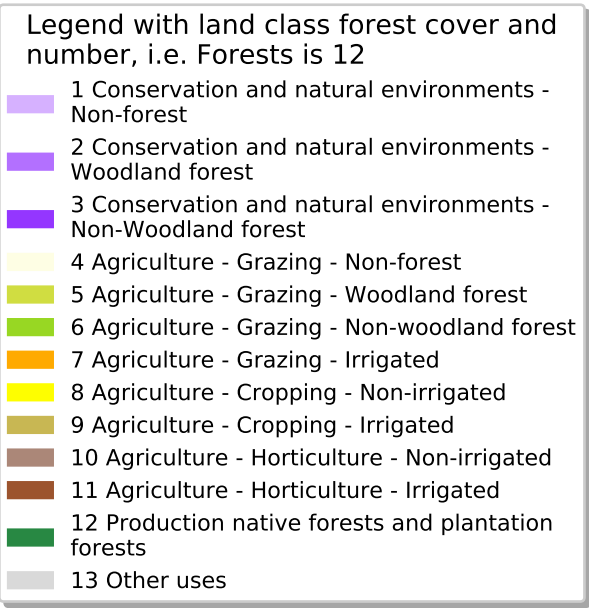 Legend with land class forest cover and
number, i.e. Forests is 12
1 Conservation and natural environments -
Non-forest
2 Conservation and natural environments -
Woodland forest
3 Conservation and natural environments -
Non-Woodland forest
4 Agriculture - Grazing - Non-forest
5 Agriculture - Grazing - Woodland forest
6 Agriculture - Grazing - Non-woodland forest
7 Agriculture - Grazing - Irrigated
8 Agriculture - Cropping - Non-irrigated
9 Agriculture - Cropping - Irrigated
10 Agriculture - Horticulture - Non-irrigated
11 Agriculture - Horticulture - Irrigated
12 Production native forests and plantation
forests
13 Other uses